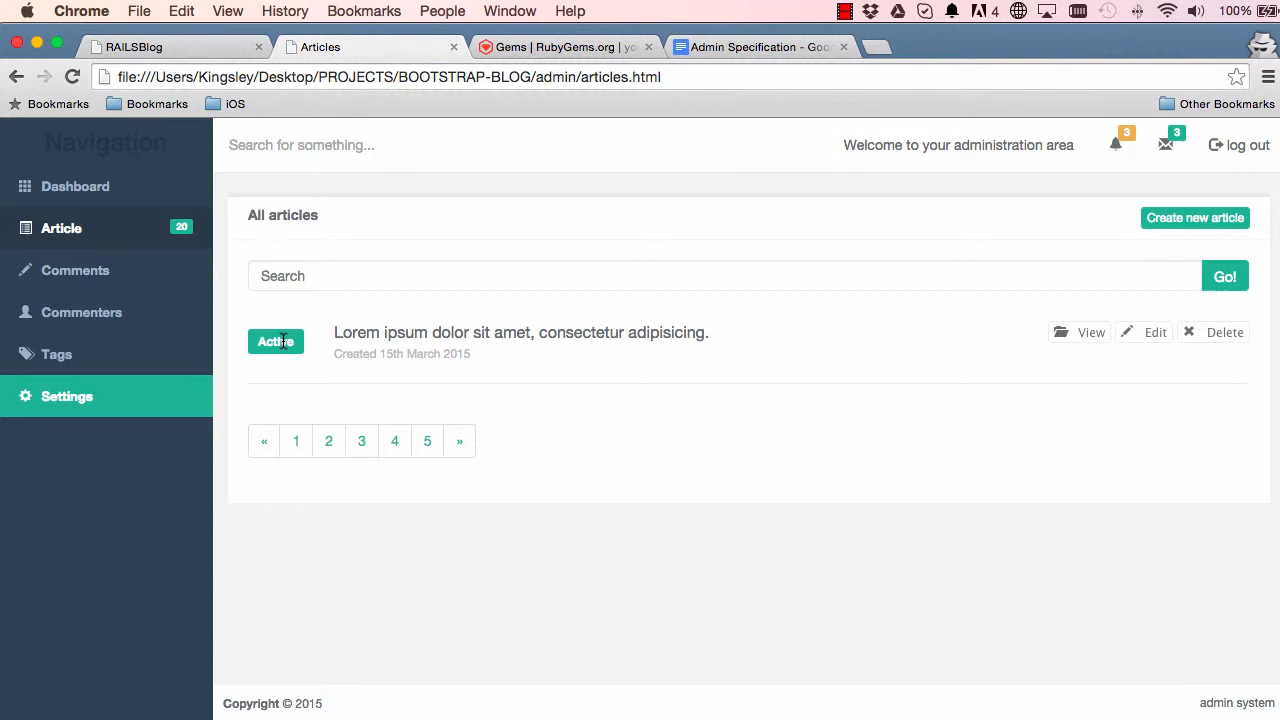 Chrome File Edit View History Bookmarks People Window Help 4 100%
RAILSBlog Articles Gems | RubyGems.org | yo Admin Specification - Goo
file:///Users/Kingsley/Desktop/PROJECTS/BOOTSTRAP-BLOG/admin/articles.html
Bookmarks Bookmarks iOS Other Bookmarks
Navigation
Search for something... Welcome to your administration area 3 3 log out
Dashboard
Article 20
Comments
Commenters
Tags
Settings
All articles Create new article
Search Go!
Active Lorem ipsum dolor sit amet, consectetur adipisicing. View Edit Delete
Created 15th March 2015
« 1 2 3 4 5 »
Copyright © 2015 admin system